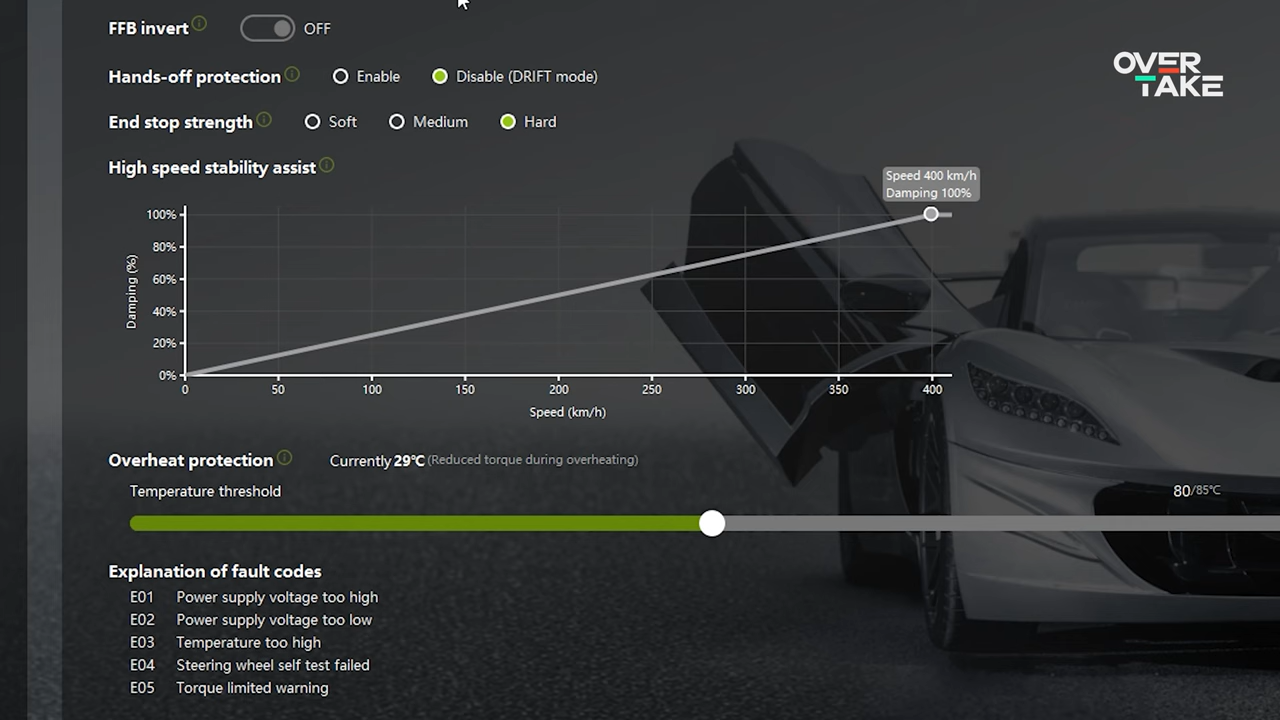 FFB invert OFF
Hands-off protection Enable Disable (DRIFT mode)
End stop strength Soft Medium Hard
High speed stability assist
OVER
TAKE
Speed 400 km/h
Damping 100%
Damping (%)
100%
80%
60%
40%
20%
0%
0 50 100 150 200 250 300 350 400
Speed (km/h)
Overheat protection Currently 29℃ (Reduced torque during overheating)
Temperature threshold 80/85℃
Explanation of fault codes
E01 Power supply voltage too high
E02 Power supply voltage too low
E03 Temperature too high
E04 Steering wheel self test failed
E05 Torque limited warning